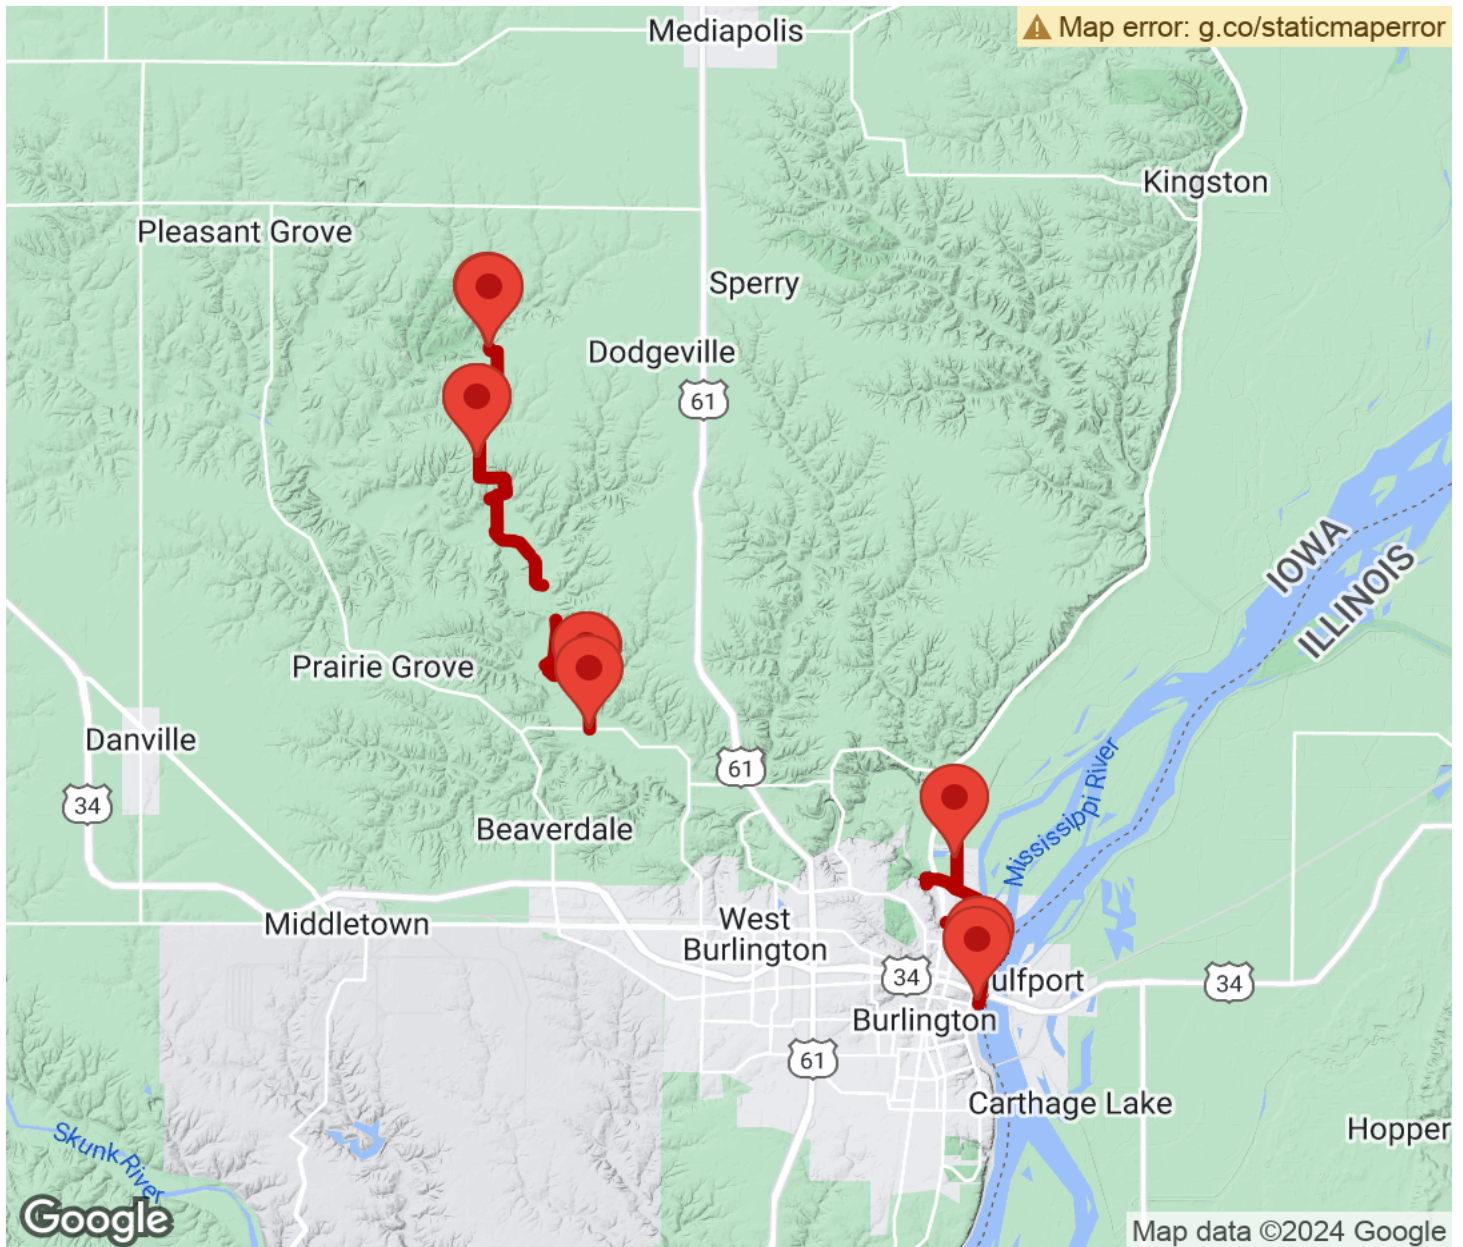 Mediapolis
Map error: g.co/staticmaperror
Kingston
Pleasant Grove
Sperry
Dodgeville
61
IOWA
ILLINOIS
Prairie Grove
Danville
61
Mississippi River
34
Beaverdale
West
Burlington
Middletown
34
ulfport
34
Burlington
61
Carthage Lake
Hopper
Skunk River
Google
Map data ©2024 Google